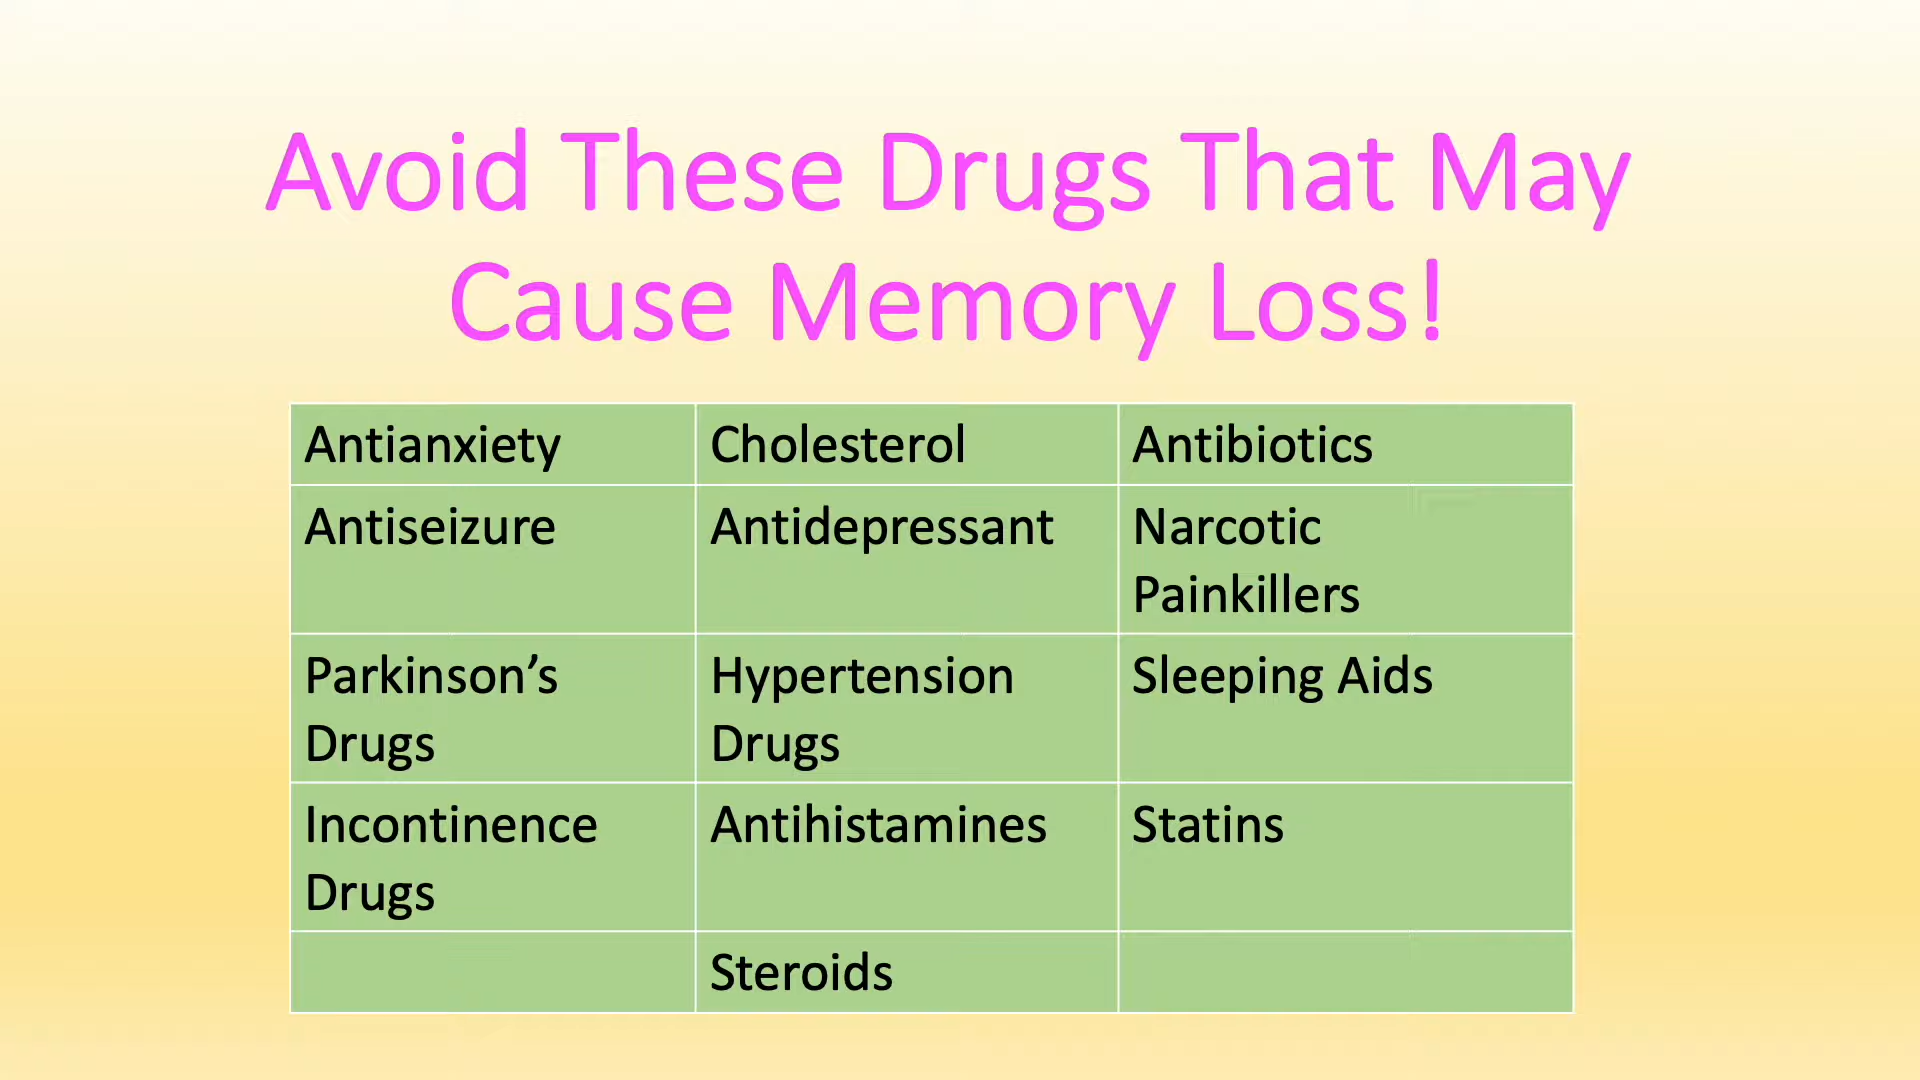 Avoid These Drugs That May
Cause Memory Loss!
Antianxiety
Cholesterol
Antibiotics
Antiseizure
Antidepressant
Narcotic
Painkillers
Parkinson’s
Drugs
Hypertension
Drugs
Sleeping Aids
Incontinence
Drugs
Antihistamines
Statins
Steroids